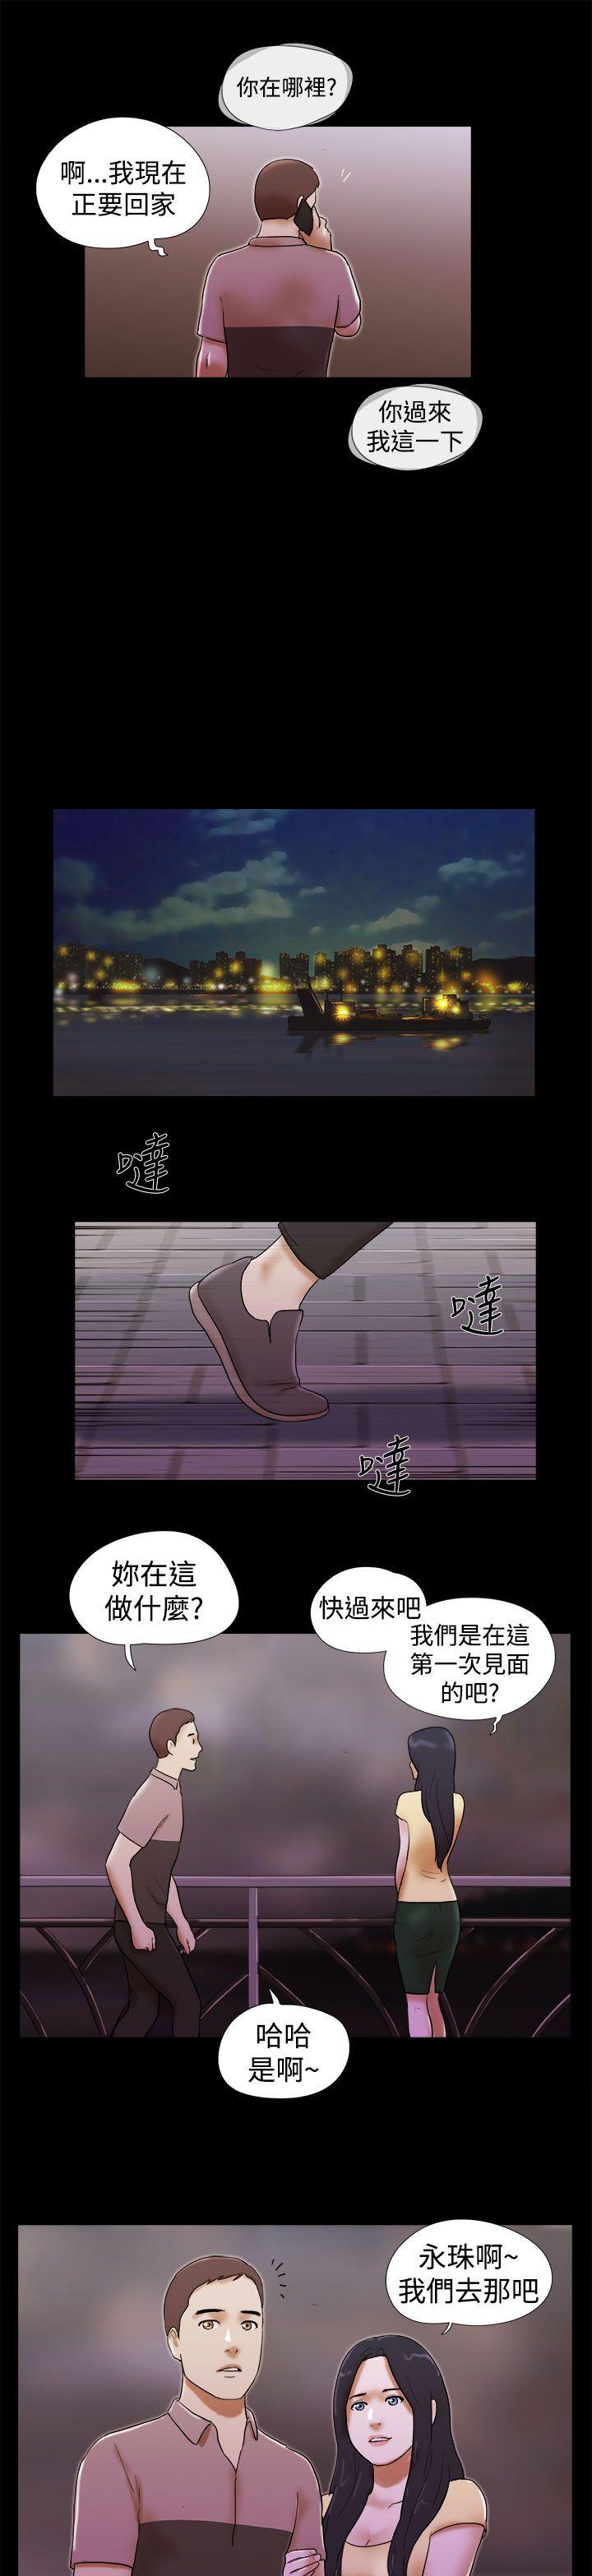 你在哪裡?
啊...我現在
正要回家
你過來
我這一下
噠
噠
噠
妳在這
做什麼?
快過來吧
我們是在這
第一次見面
的吧?
哈哈
是啊~
永珠啊~
我們去那吧